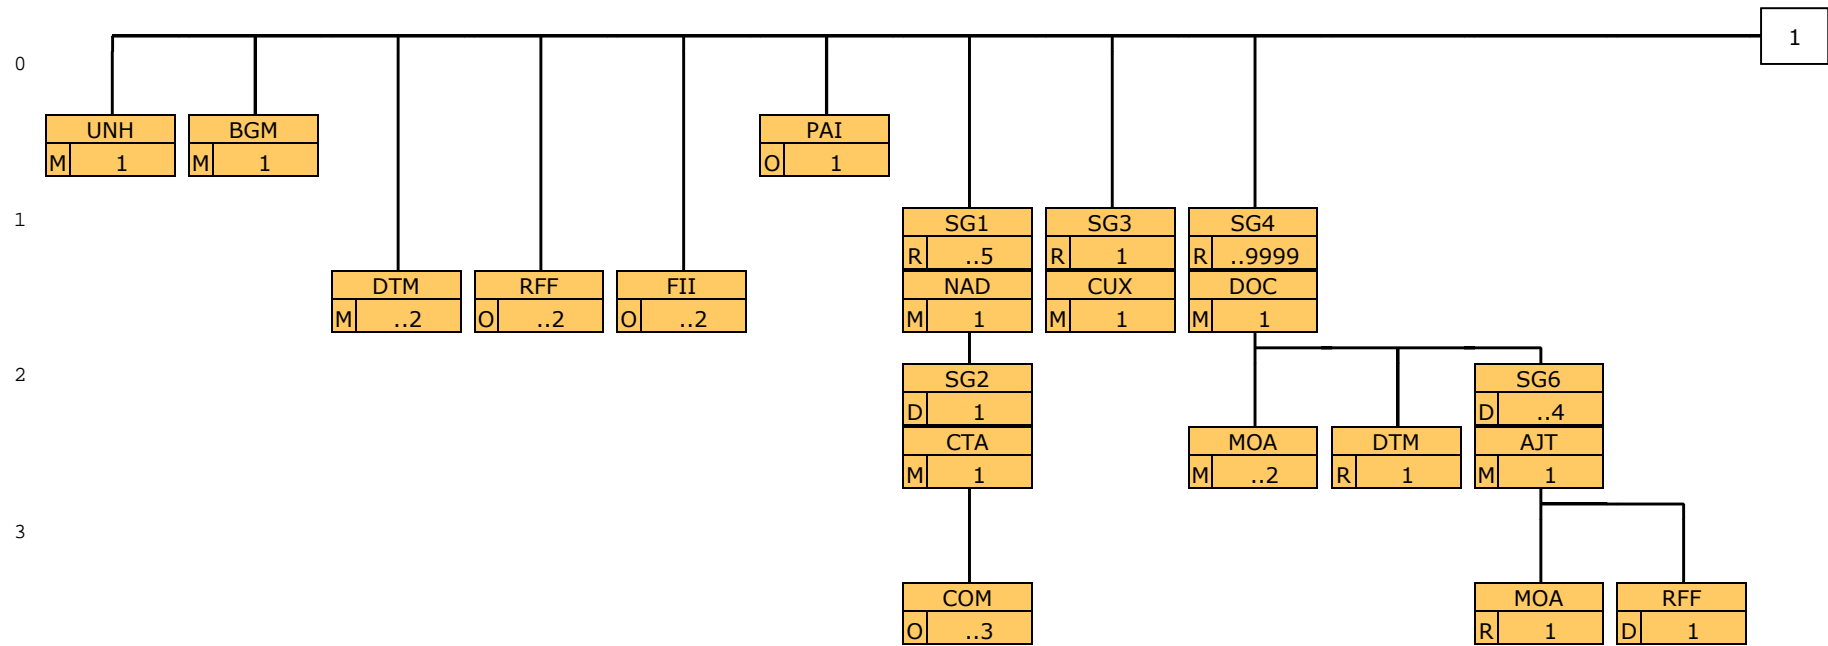 1
0
UNH BGM PAI
M 1 M 1 O 1
1
SG1 SG3 SG4
R ..5 R 1 R ..9999
DTM RFF FII NAD CUX DOC
M ..2 O ..2 O ..2 M 1 M 1 M 1
2
SG2 SG6
D 1 D ..4
CTA MOA DTM AJT
M 1 M ..2 R 1 M 1
3
COM MOA RFF
O ..3 R 1 D 1